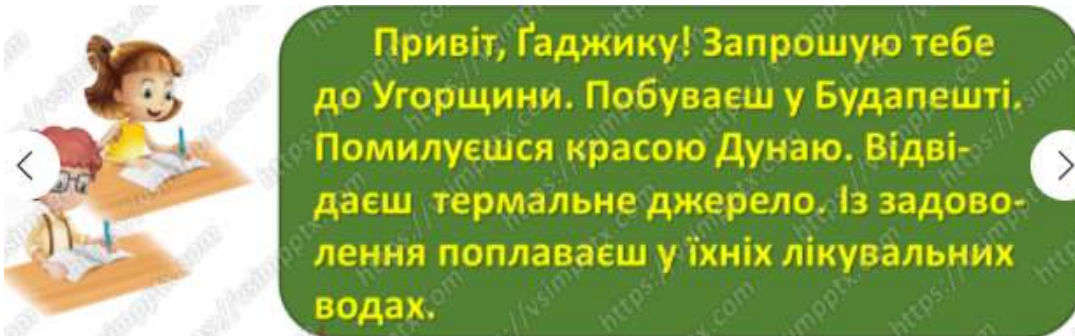 Привіт, Ґаджику! Запрошую тебе
до Угорщини. Побуваєш у Будапешті.
Помилуєшся красою Дунаю. Відві-
даєш термальне джерело. Із задово-
лення поплаваєш у їхніх лікувальних
водах.